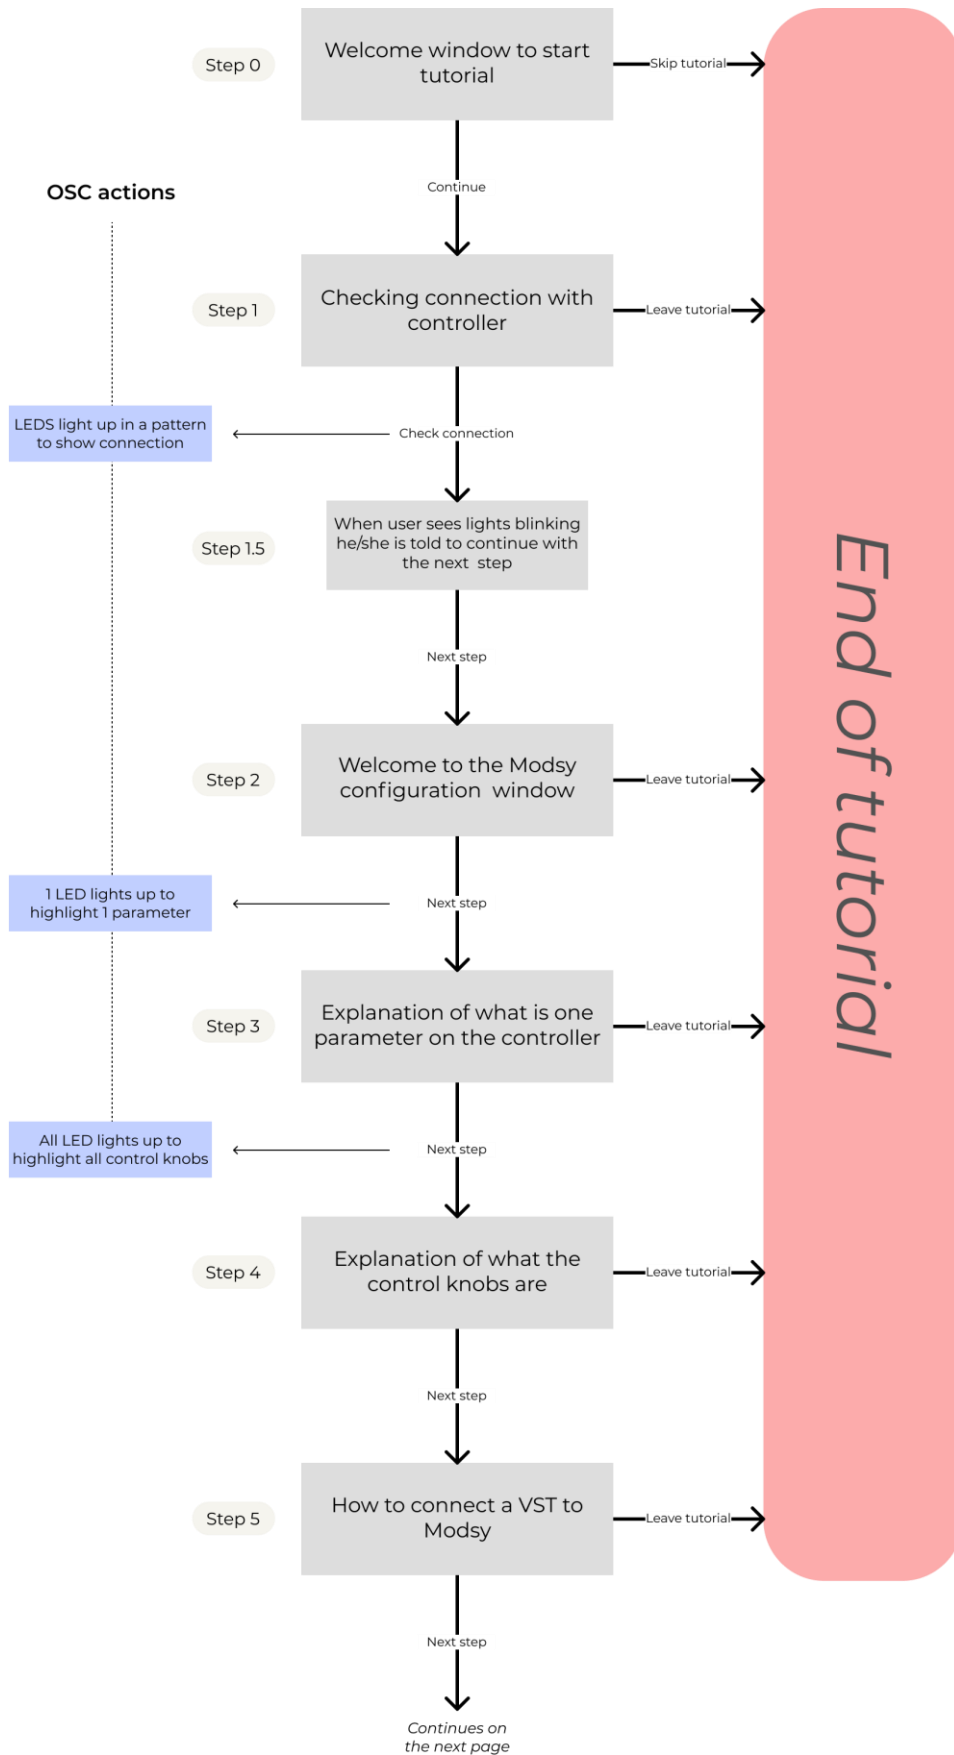 Step 0
Welcome window to start
tutorial
Skip tutorial
Continue
OSC actions
Step 1
Checking connection with
controller
Leave tutorial
LEDS light up in a pattern
to show connection
Check connection
Step 1.5
When user sees lights blinking
he/she is told to continue with
the next step
Next step
Step 2
Welcome to the Modsy
configuration window
Leave tutorial
1 LED lights up to
highlight 1 parameter
Next step
Step 3
Explanation of what is one
parameter on the controller
Leave tutorial
All LED lights up to
highlight all control knobs
Next step
Step 4
Explanation of what the
control knobs are
Leave tutorial
Next step
Step 5
How to connect a VST to
Modsy
Leave tutorial
Next step
Continues on
the next page
End of tutorial